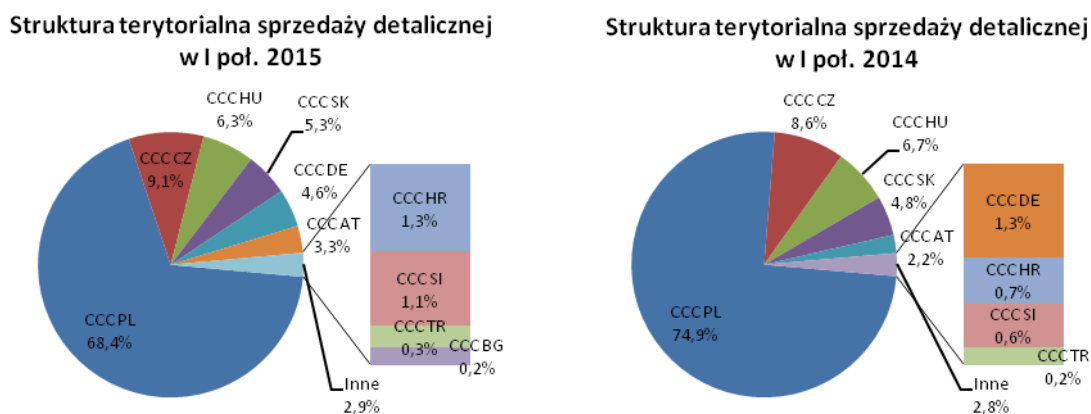 Struktura terytorialna sprzedaży detalicznej
w I poł. 2015
CCC HU
6,3%
CCC SK
5,3%
CCC CZ
9,1%
CCC DE
4,6%
CCC AT
3,3%
CCC HR
1,3%
CCC SI
1,1%
CCC TR
0,3%
CCC BG
0,2%
CCC PL
68,4%
Inne
2,9%
Struktura terytorialna sprzedaży detalicznej
w I poł. 2014
CCC CZ
8,6%
CCC HU
6,7%
CCC SK
4,8%
CCC AT
2,2%
CCC DE
1,3%
CCC HR
0,7%
CCC SI
0,6%
CCC TR
0,2%
CCC PL
74,9%
Inne
2,8%